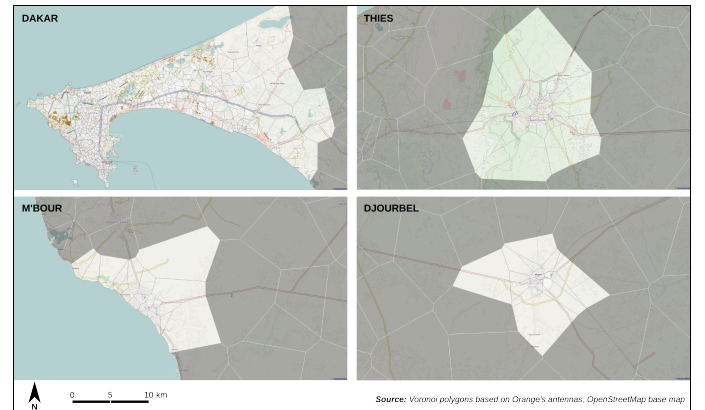 DAKAR
THIES
M'BOUR
DJOURBEL
0 5 10 km
N
Source: Voronoi polygons based on Orange's antennas; OpenStreetMap base map